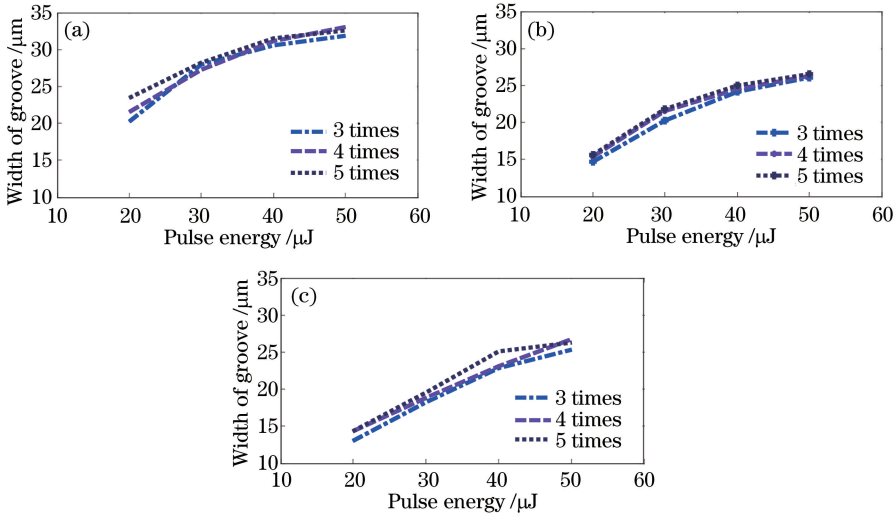 (a)
Width of groove /μm
35
30
25
20
15
10
3 times
4 times
5 times
10 20 30 40 50 60
Pulse energy /μJ
(b)
Width of groove /μm
35
30
25
20
15
10
3 times
4 times
5 times
10 20 30 40 50 60
Pulse energy /μJ
(c)
Width of groove /μm
35
30
25
20
15
10
3 times
4 times
5 times
10 20 30 40 50 60
Pulse energy /μJ